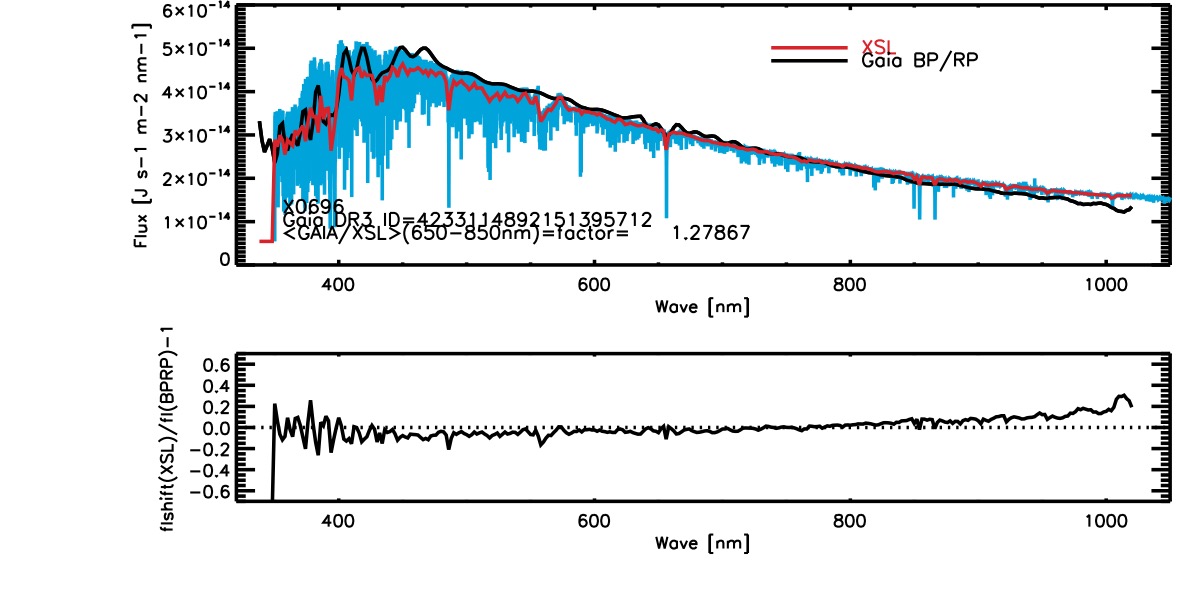 6×10−14
5×10−14
4×10−14
3×10−14
2×10−14
1×10−14
0
Flux [J s−1 m−2 nm−1]
XSL
Gaia BP/RP
X0696
Gaia DR3 ID=4233114892151395712
<GAIA/XSL>(650−850nm)=factor= 1.27867
400 600 800 1000
Wave [nm]
flshift(XSL)/fl(BPRP)−1
0.6
0.4
0.2
0.0
−0.2
−0.4
−0.6
400 600 800 1000
Wave [nm]